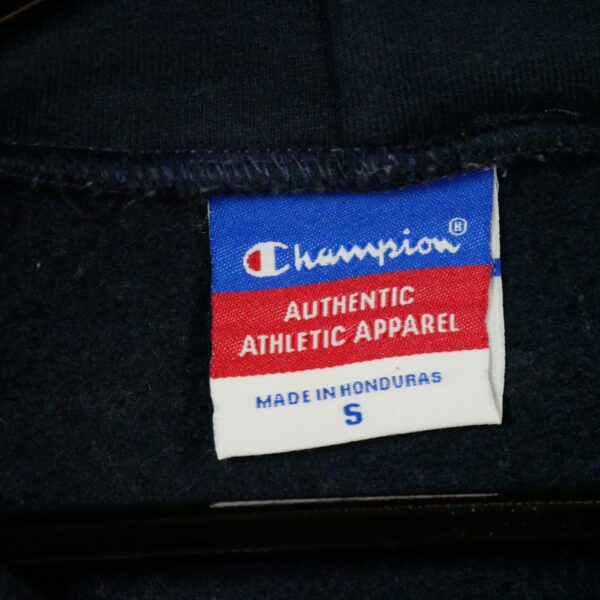 Champion®
AUTHENTIC
ATHLETIC APPAREL
MADE IN HONDURAS
S